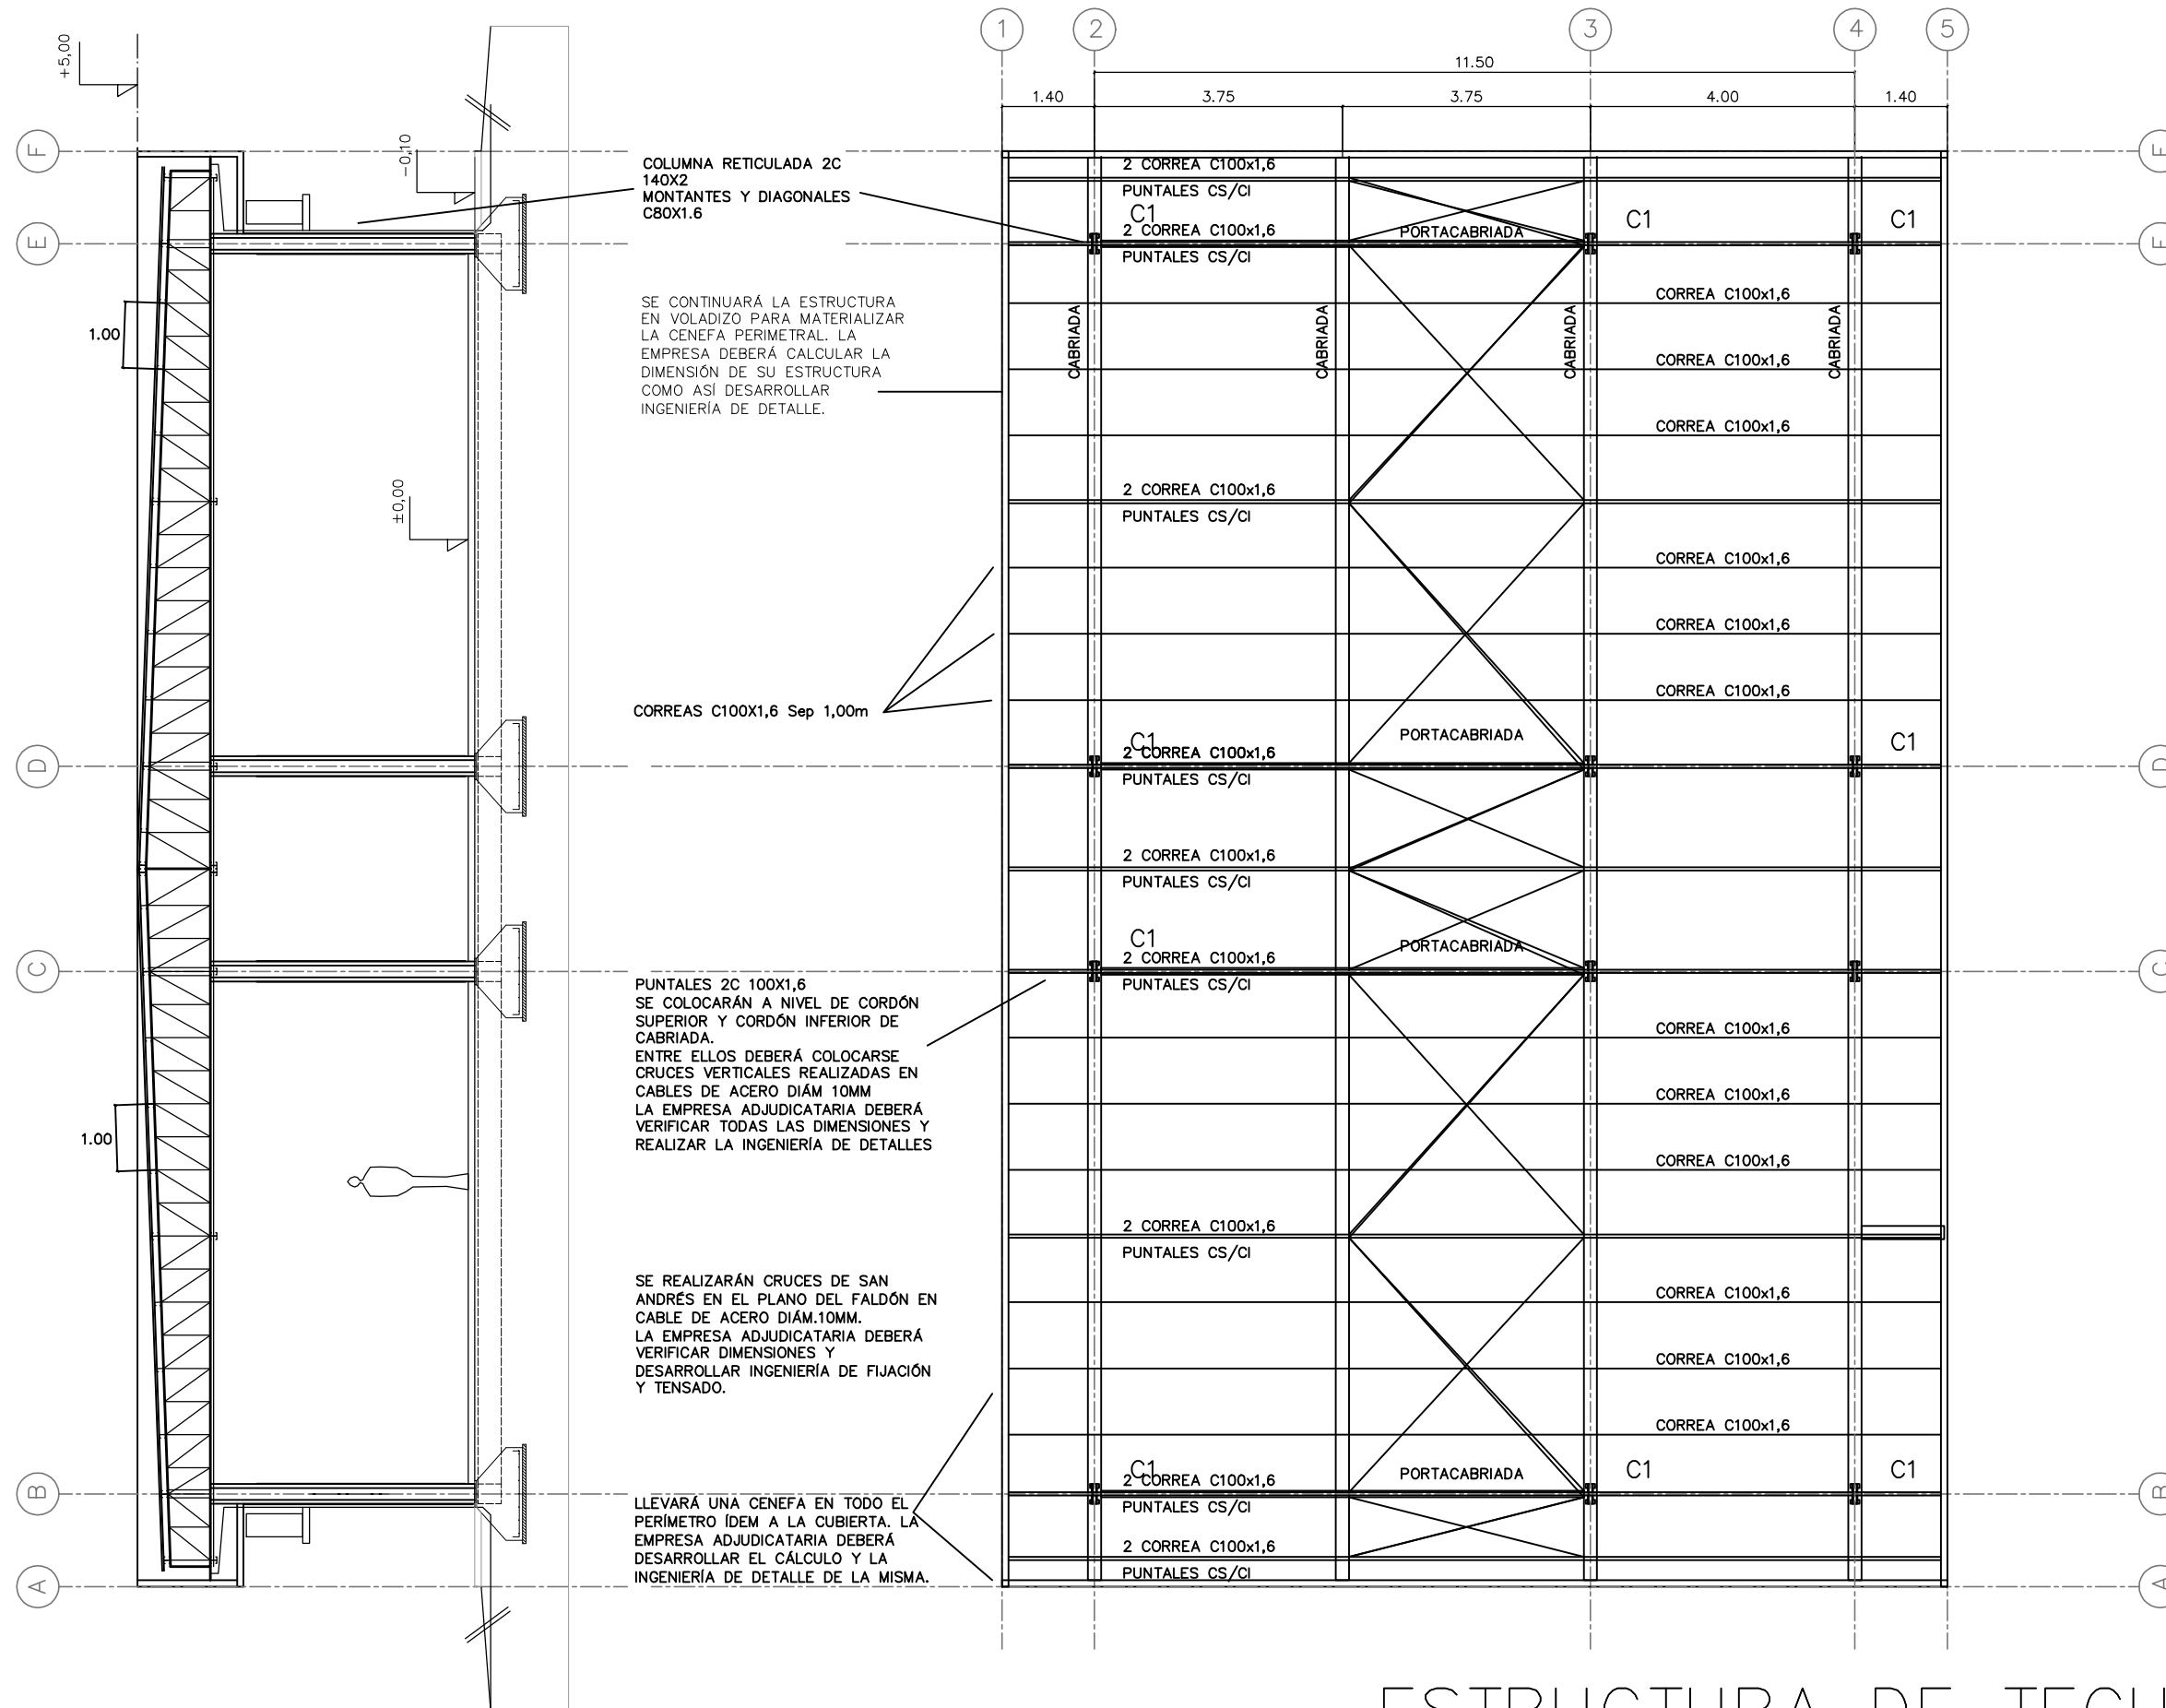 1
2
3
4
5
11.50
1.40
3.75
3.75
4.00
1.40
+5,00
-0,10
±0,00
1.00
1.00
F
E
D
C
B
A
COLUMNA RETICULADA 2C
140X2
MONTANTES Y DIAGONALES
C80X1.6
SE CONTINUARÁ LA ESTRUCTURA
EN VOLADIZO PARA MATERIALIZAR
LA CENEFA PERIMETRAL. LA
EMPRESA DEBERÁ CALCULAR LA
DIMENSIÓN DE SU ESTRUCTURA
COMO ASÍ DESARROLLAR
INGENIERÍA DE DETALLE.
CORREAS C100X1,6 Sep 1,00m
PUNTALES 2C 100X1,6
SE COLOCARÁN A NIVEL DE CORDÓN
SUPERIOR Y CORDÓN INFERIOR DE
CABRIADA.
ENTRE ELLOS DEBERÁ COLOCARSE
CRUCES VERTICALES REALIZADAS EN
CABLES DE ACERO DIÁM 10MM
LA EMPRESA ADJUDICATARIA DEBERÁ
VERIFICAR TODAS LAS DIMENSIONES Y
REALIZAR LA INGENIERÍA DE DETALLES
SE REALIZARÁN CRUCES DE SAN
ANDRÉS EN EL PLANO DEL FALDÓN EN
CABLE DE ACERO DIÁM.10MM.
LA EMPRESA ADJUDICATARIA DEBERÁ
VERIFICAR DIMENSIONES Y
DESARROLLAR INGENIERÍA DE FIJACIÓN
Y TENSADO.
LLEVARÁ UNA CENEFA EN TODO EL
PERÍMETRO ÍDEM A LA CUBIERTA. LA
EMPRESA ADJUDICATARIA DEBERÁ
DESARROLLAR EL CÁLCULO Y LA
INGENIERÍA DE DETALLE DE LA MISMA.
2 CORREA C100x1,6
PUNTALES CS/CI
C1
C1
C1
2 CORREA C100x1,6
PORTACABRIADA
PUNTALES CS/CI
CABRIADA
CABRIADA
CABRIADA
CABRIADA
CORREA C100x1,6
CORREA C100x1,6
CORREA C100x1,6
2 CORREA C100x1,6
PUNTALES CS/CI
CORREA C100x1,6
CORREA C100x1,6
CORREA C100x1,6
PORTACABRIADA
C1
C1
2 CORREA C100x1,6
PUNTALES CS/CI
2 CORREA C100x1,6
PUNTALES CS/CI
C1
PORTACABRIADA
2 CORREA C100x1,6
PUNTALES CS/CI
CORREA C100x1,6
CORREA C100x1,6
CORREA C100x1,6
2 CORREA C100x1,6
PUNTALES CS/CI
CORREA C100x1,6
CORREA C100x1,6
CORREA C100x1,6
C1
PORTACABRIADA
C1
C1
2 CORREA C100x1,6
PUNTALES CS/CI
2 CORREA C100x1,6
PUNTALES CS/CI
F
E
D
C
B
A
ESTRUCTURA DE